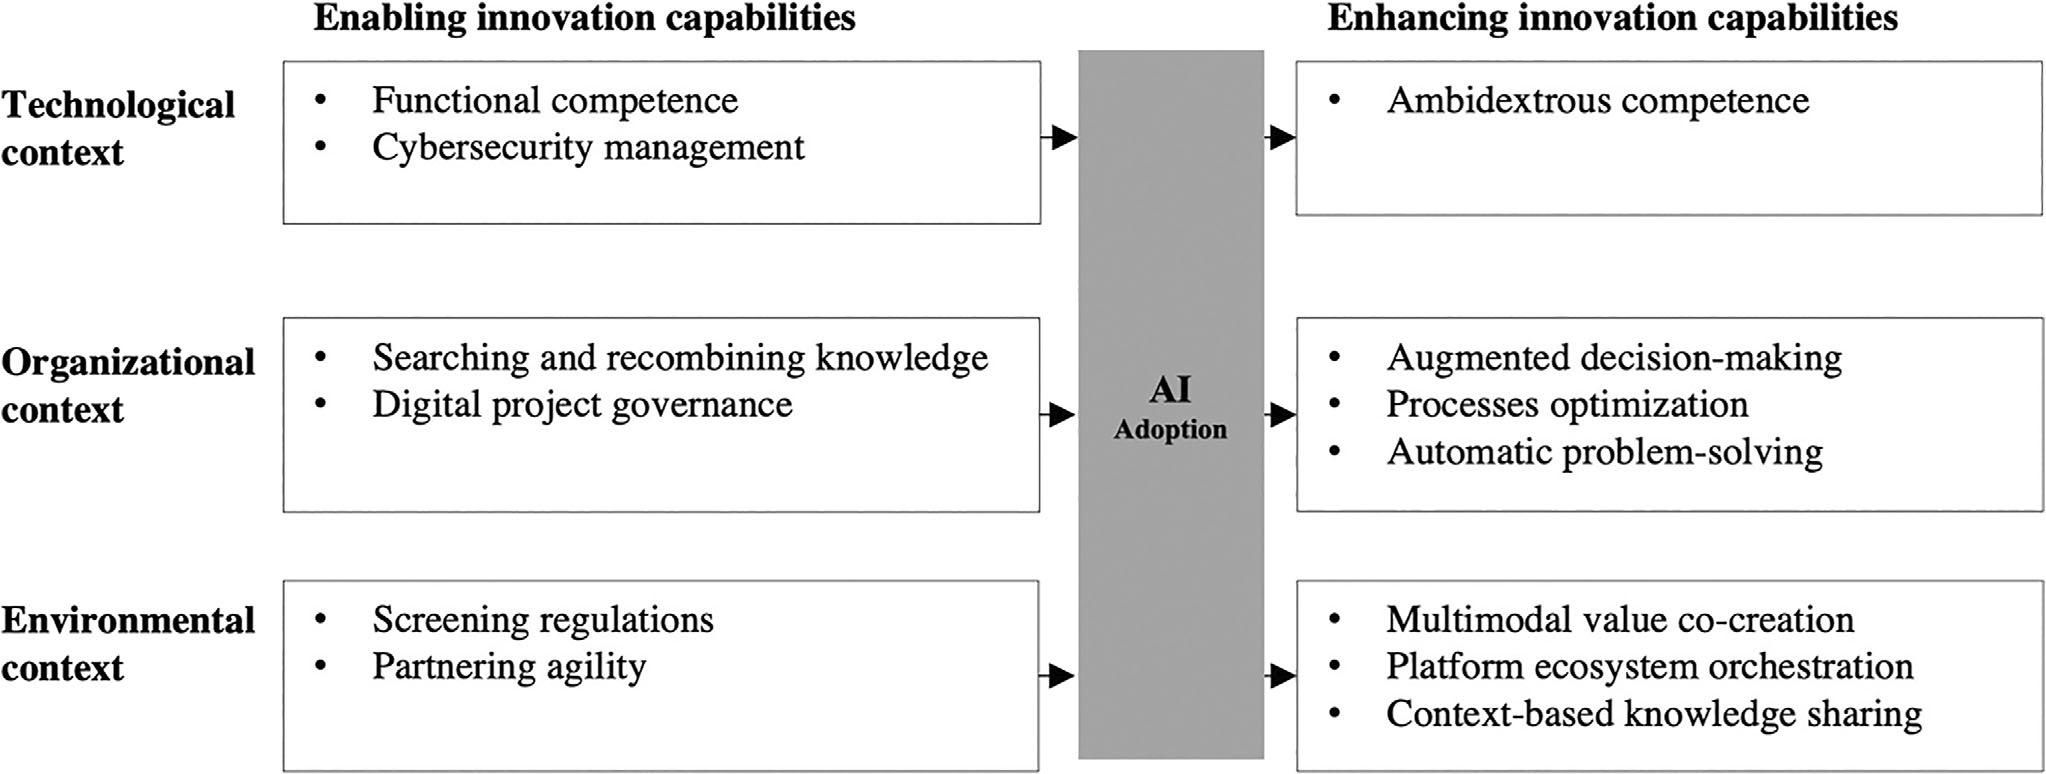 Enabling innovation capabilities
Enhancing innovation capabilities
Technological
context
• Functional competence
• Cybersecurity management
• Ambidextrous competence
Organizational
context
• Searching and recombining knowledge
• Digital project governance
AI
Adoption
• Augmented decision-making
• Processes optimization
• Automatic problem-solving
Environmental
context
• Screening regulations
• Partnering agility
• Multimodal value co-creation
• Platform ecosystem orchestration
• Context-based knowledge sharing